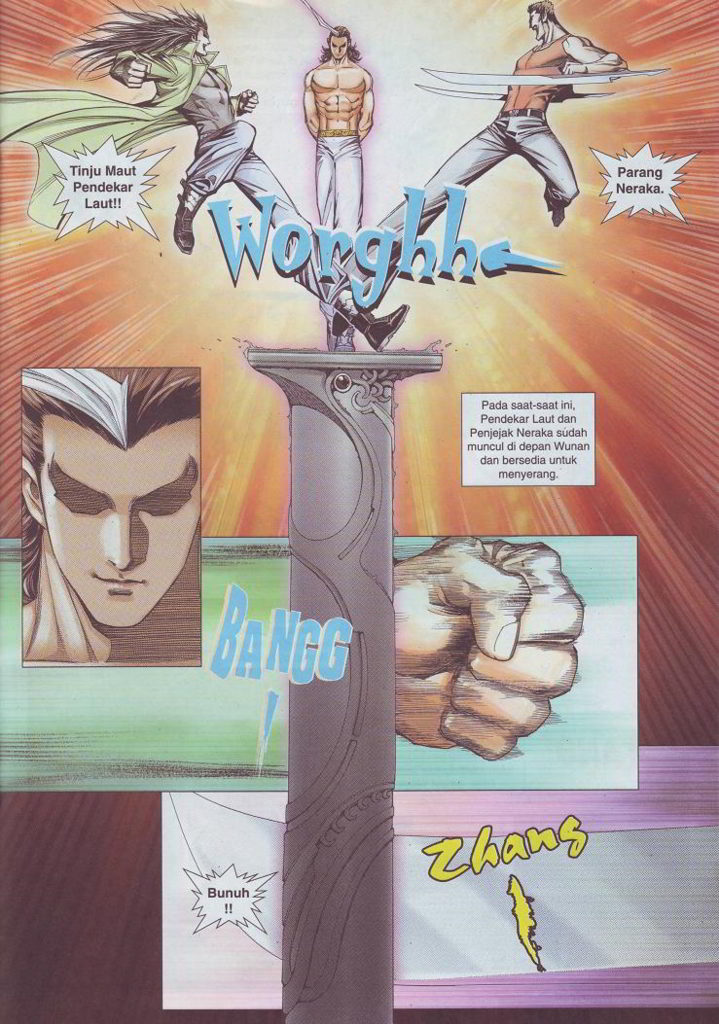 Tinju Maut
Pendekar
Laut!!
Parang
Neraka.
Worghh
Pada saat-saat ini,
Pendekar Laut dan
Penjejak Neraka sudah
muncul di depan Wunan
dan bersedia untuk
menyerang.
BANGG
!
Zhang
!
Bunuh
!!